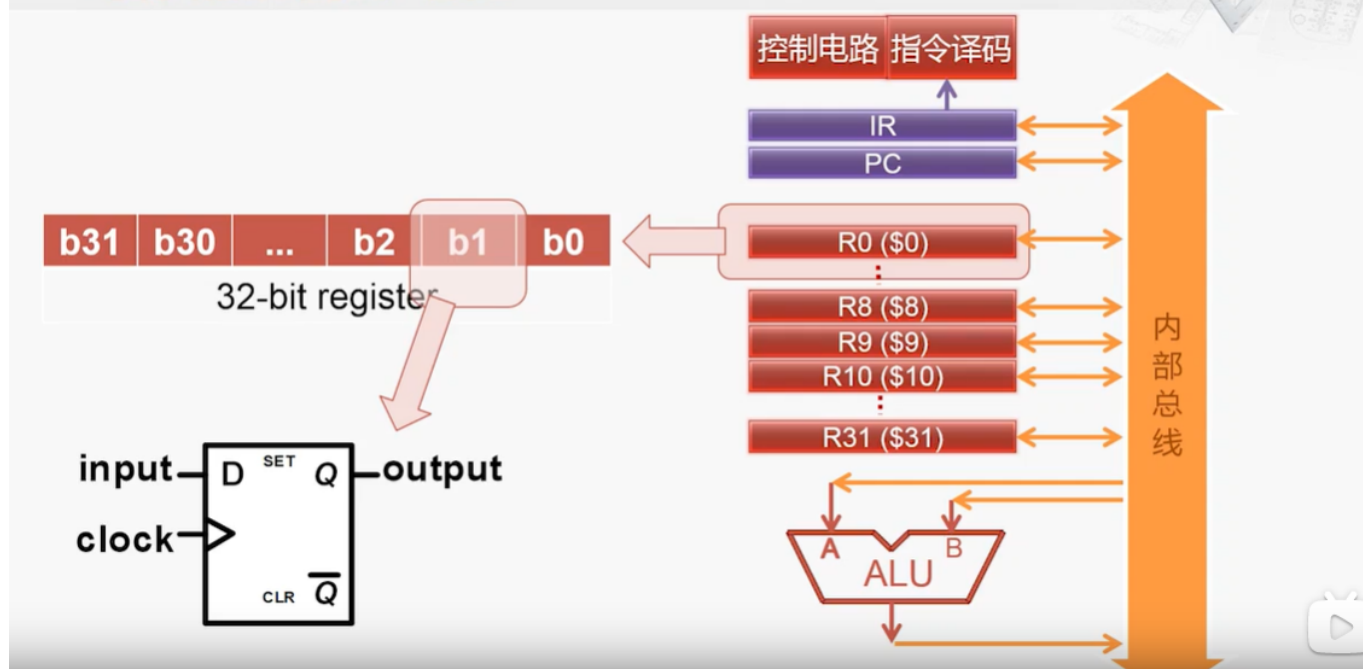 控制电路 指令译码
IR
PC
b31 b30 ... b2 b1 b0
32-bit register
R0 ($0)
R8 ($8)
R9 ($9)
R10 ($10)
R31 ($31)
内部总线
input D SET Q output
clock
CLR Q̅
A B
ALU